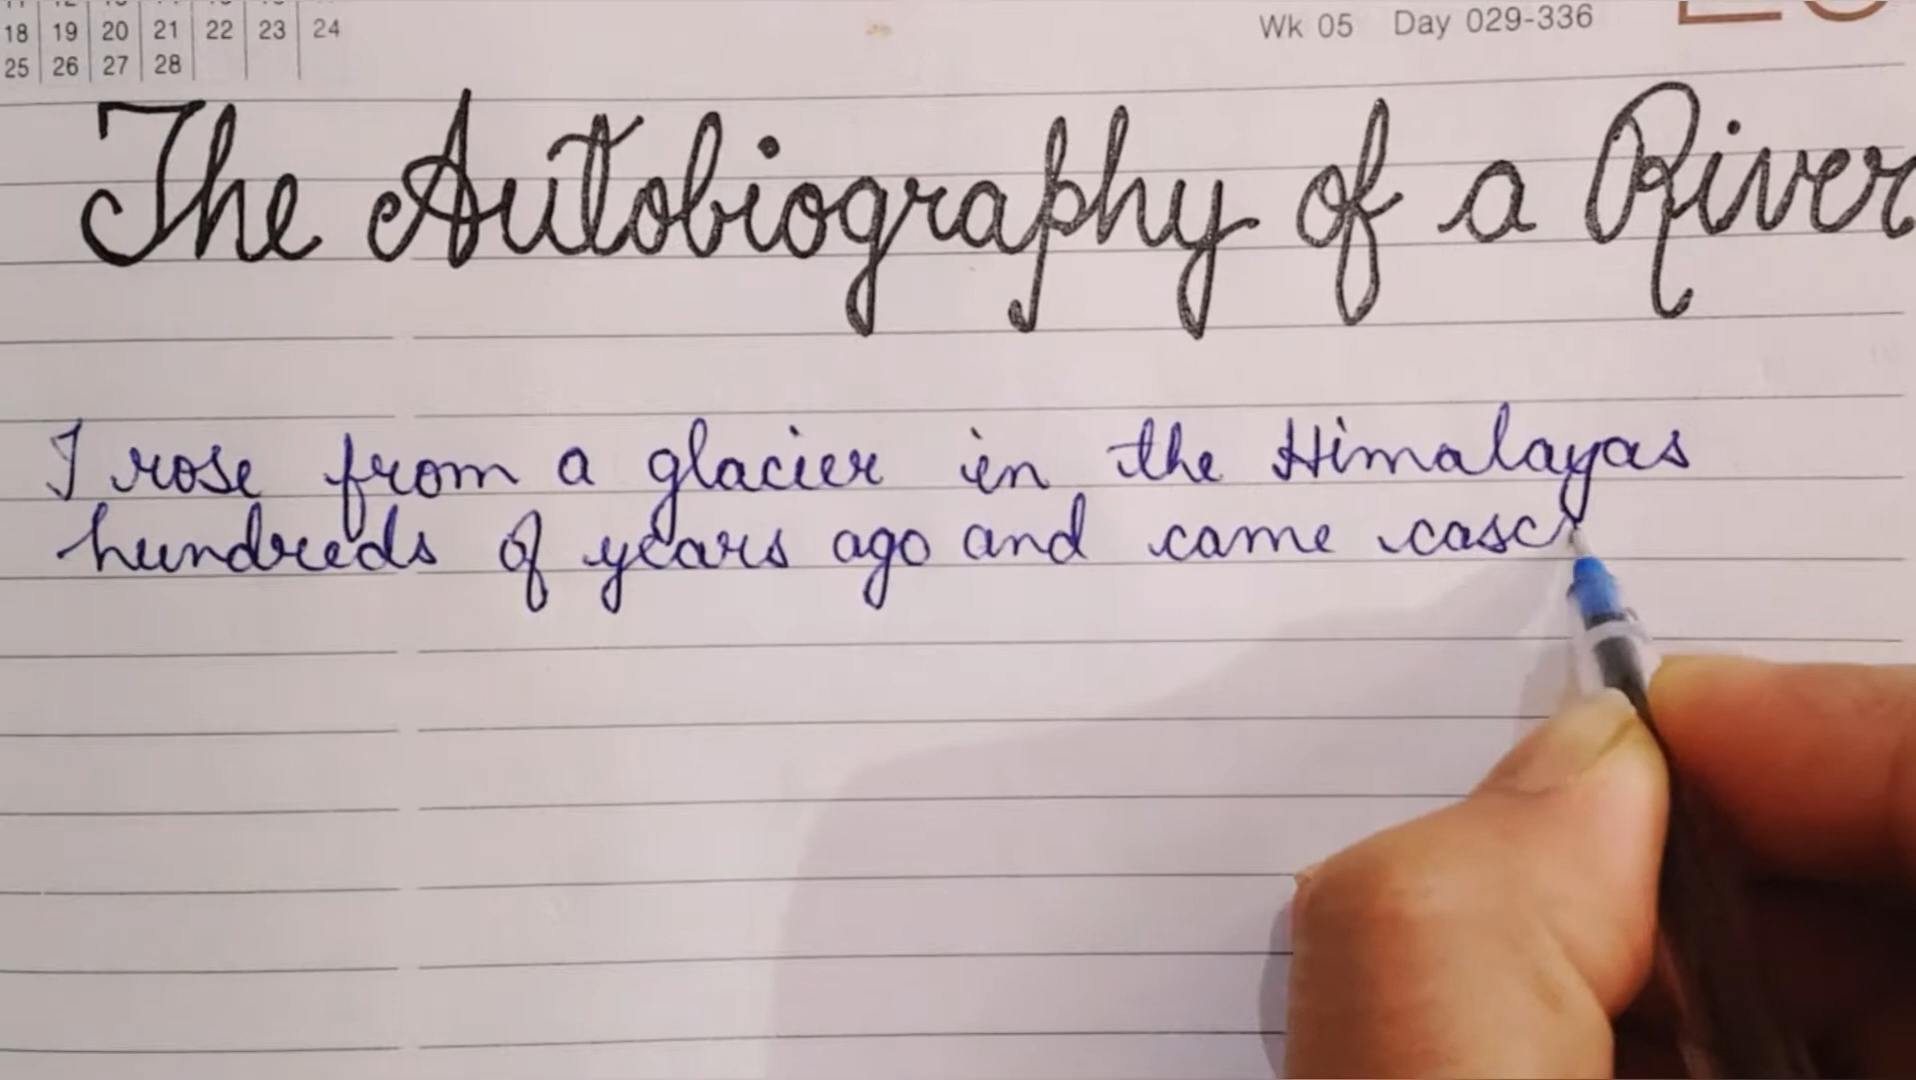 18 19 20 21 22 23 24
Wk 05 Day 029-336
25 26 27 28
The Autobiography of a River
I rose from a glacier in the Himalayas
hundreds of years ago and came casc